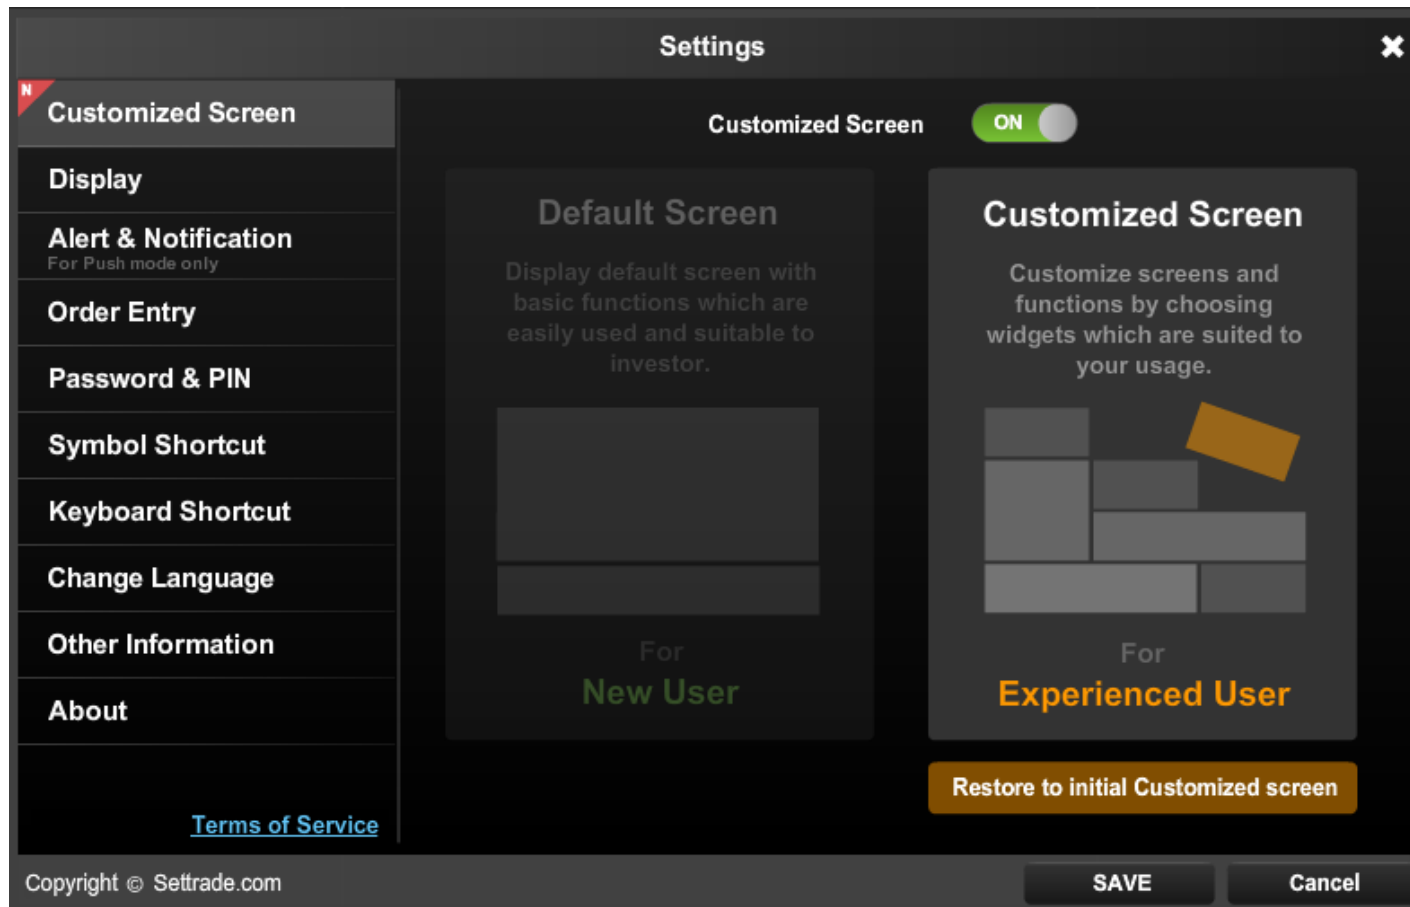 Settings
N
Customized Screen
Display
Alert & Notification
For Push mode only
Order Entry
Password & PIN
Symbol Shortcut
Keyboard Shortcut
Change Language
Other Information
About
Terms of Service
Customized Screen ON
Default Screen
Display default screen with
basic functions which are
easily used and suitable to
investor.
For
New User
Customized Screen
Customize screens and
functions by choosing
widgets which are suited to
your usage.
For
Experienced User
Restore to initial Customized screen
Copyright © Settrade.com
SAVE
Cancel